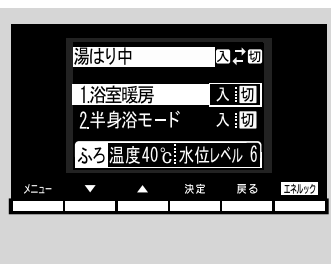 湯はり中 入⇄切
1.浴室暖房 入 切
2.半身浴モード 入 切
ふろ 温度40℃ 水位レベル 6
メニュー ▼ ▲ 決定 戻る エネルック